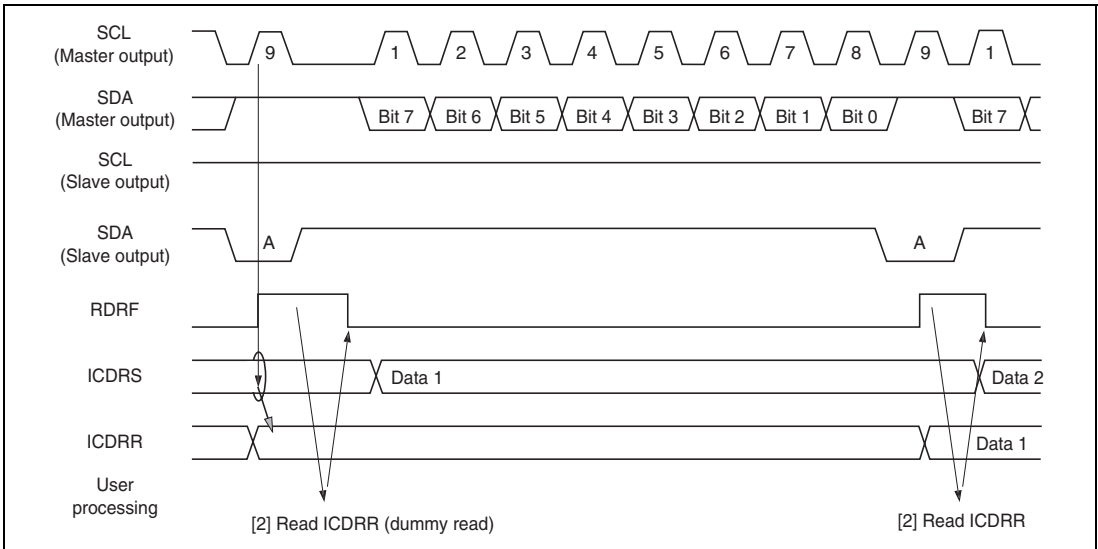 SCL
(Master output)
9 1 2 3 4 5 6 7 8 9 1
SDA
(Master output)
Bit 7 Bit 6 Bit 5 Bit 4 Bit 3 Bit 2 Bit 1 Bit 0 Bit 7
SCL
(Slave output)
SDA
(Slave output)
A A
RDRF
ICDRS
Data 1 Data 2
ICDRR
Data 1
User
processing
[2] Read ICDRR (dummy read) [2] Read ICDRR